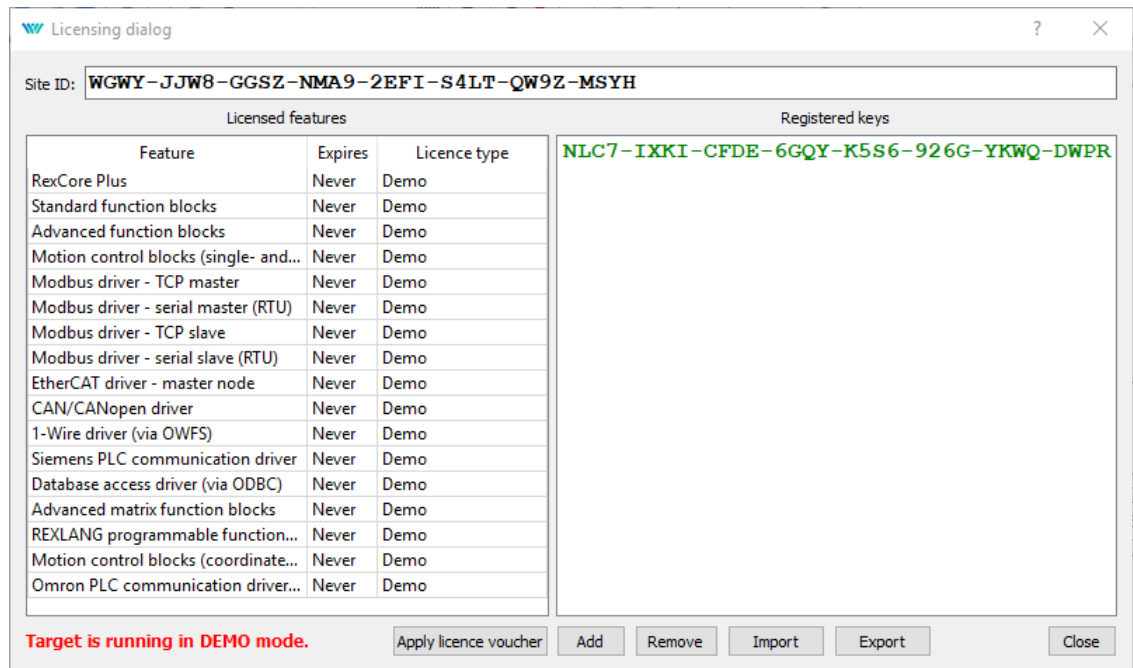 Licensing dialog
?
Site ID: WGWY-JJW8-GGSZ-NMA9-2EFI-S4LT-QW9Z-MSYH
Licensed features
Registered keys
Feature Expires Licence type
NLC7-IXKI-CFDE-6GQY-K5S6-926G-YKWQ-DWPR
RexCore Plus Never Demo
Standard function blocks Never Demo
Advanced function blocks Never Demo
Motion control blocks (single- and... Never Demo
Modbus driver - TCP master Never Demo
Modbus driver - serial master (RTU) Never Demo
Modbus driver - TCP slave Never Demo
Modbus driver - serial slave (RTU) Never Demo
EtherCAT driver - master node Never Demo
CAN/CANopen driver Never Demo
1-Wire driver (via OWFS) Never Demo
Siemens PLC communication driver Never Demo
Database access driver (via ODBC) Never Demo
Advanced matrix function blocks Never Demo
REXLANG programmable function... Never Demo
Motion control blocks (coordinate... Never Demo
Omron PLC communication driver... Never Demo
Target is running in DEMO mode. Apply licence voucher Add Remove Import Export Close